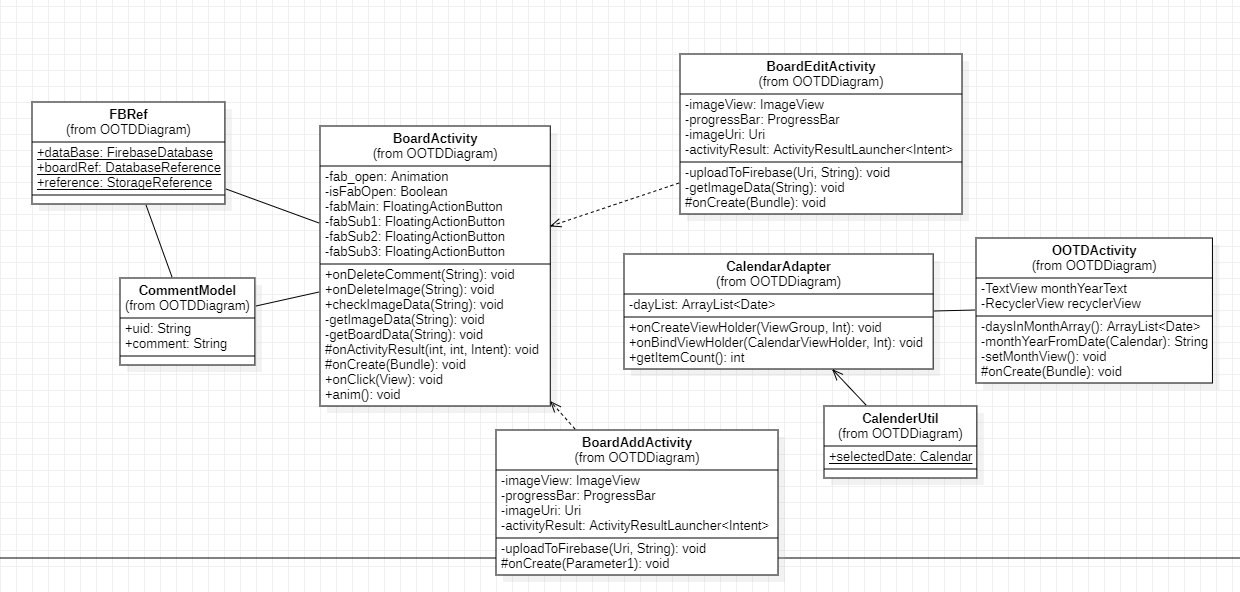 FBRef
(from OOTDDiagram)
+dataBase: FirebaseDatabase
+boardRef: DatabaseReference
+reference: StorageReference
CommentModel
(from OOTDDiagram)
+uid: String
+comment: String
BoardActivity
(from OOTDDiagram)
-fab_open: Animation
-isFabOpen: Boolean
-fabMain: FloatingActionButton
-fabSub1: FloatingActionButton
-fabSub2: FloatingActionButton
-fabSub3: FloatingActionButton
+onDeleteComment(String): void
+onDeleteImage(String): void
+checkImageData(String): void
-getImageData(String): void
-getBoardData(String): void
#onActivityResult(int, int, Intent): void
#onCreate(Bundle): void
+onClick(View): void
+anim(): void
BoardEditActivity
(from OOTDDiagram)
-imageView: ImageView
-progressBar: ProgressBar
-imageUri: Uri
-activityResult: ActivityResultLauncher<Intent>
-uploadToFirebase(Uri, String): void
-getImageData(String): void
#onCreate(Bundle): void
CalendarAdapter
(from OOTDDiagram)
-dayList: ArrayList<Date>
+onCreateViewHolder(ViewGroup, Int): void
+onBindViewHolder(CalendarViewHolder, Int): void
+getItemCount(): int
OOTDActivity
(from OOTDDiagram)
-TextView monthYearText
-RecyclerView recyclerView
-daysInMonthArray(): ArrayList<Date>
-monthYearFromDate(Calendar): String
-setMonthView(): void
#onCreate(Bundle): void
CalenderUtil
(from OOTDDiagram)
+selectedDate: Calendar
BoardAddActivity
(from OOTDDiagram)
-imageView: ImageView
-progressBar: ProgressBar
-imageUri: Uri
-activityResult: ActivityResultLauncher<Intent>
-uploadToFirebase(Uri, String): void
#onCreate(Parameter1): void